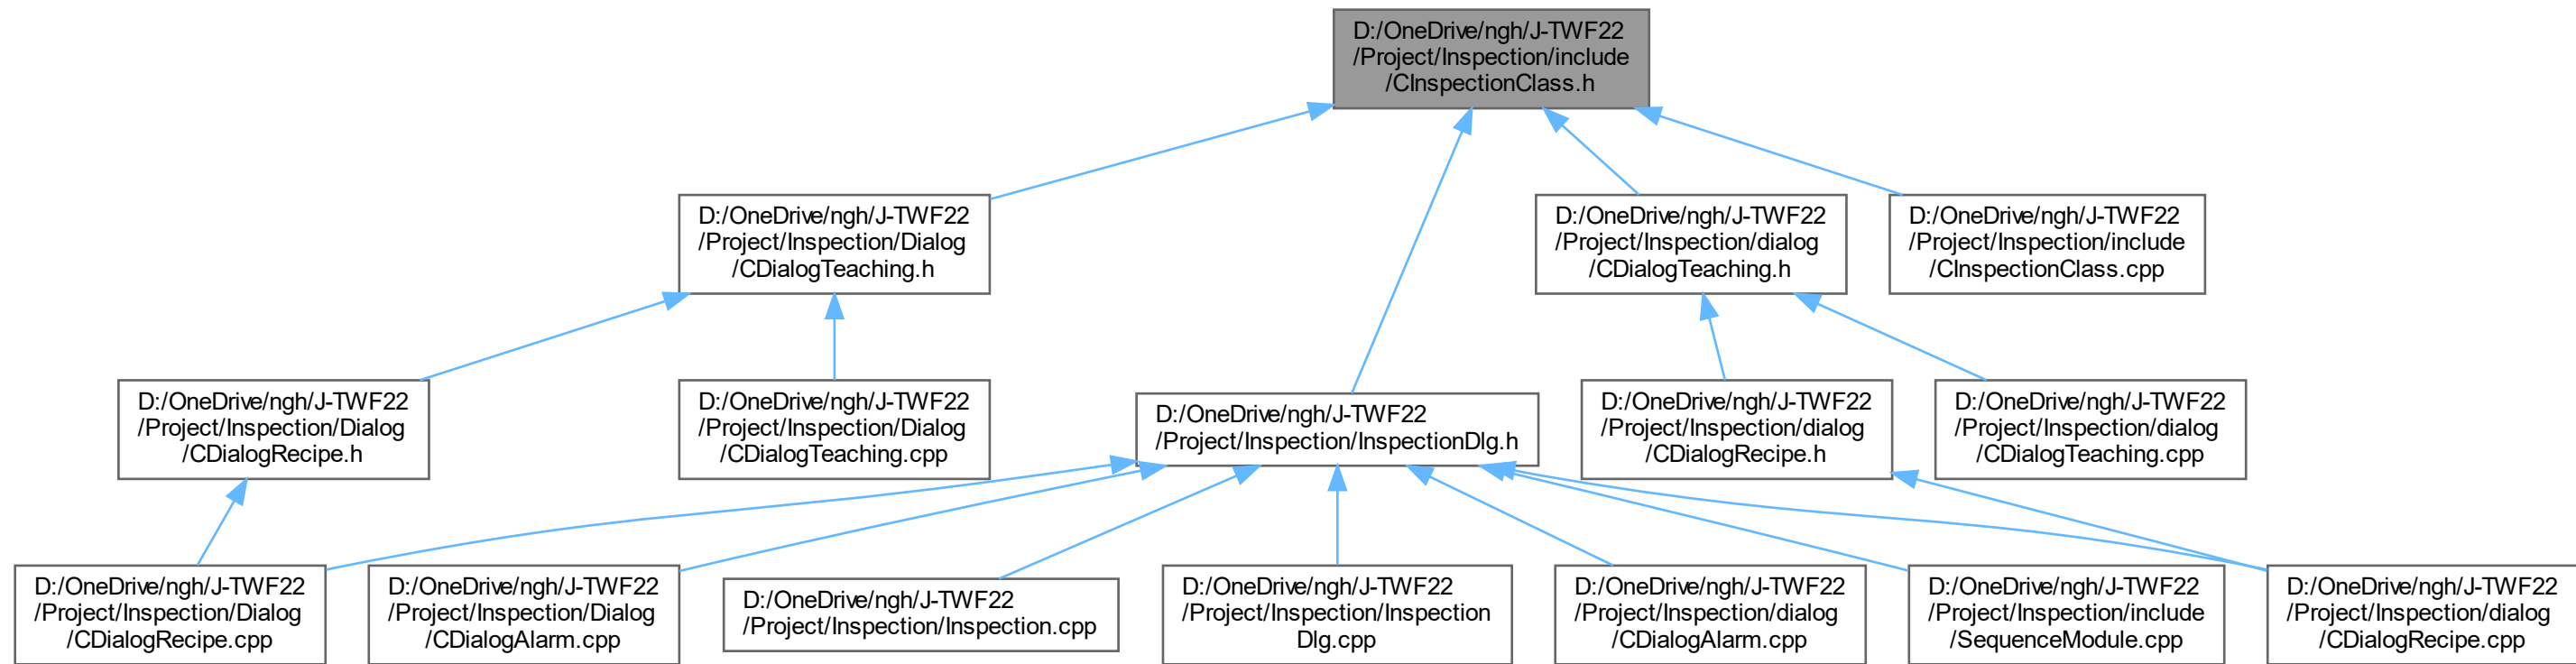 D:/OneDrive/ngh/J-TWF22
/Project/Inspection/include
/CInspectionClass.h
D:/OneDrive/ngh/J-TWF22
/Project/Inspection/Dialog
/CDialogTeaching.h
D:/OneDrive/ngh/J-TWF22
/Project/Inspection/dialog
/CDialogTeaching.h
D:/OneDrive/ngh/J-TWF22
/Project/Inspection/include
/CInspectionClass.cpp
D:/OneDrive/ngh/J-TWF22
/Project/Inspection/Dialog
/CDialogRecipe.h
D:/OneDrive/ngh/J-TWF22
/Project/Inspection/Dialog
/CDialogTeaching.cpp
D:/OneDrive/ngh/J-TWF22
/Project/Inspection/InspectionDlg.h
D:/OneDrive/ngh/J-TWF22
/Project/Inspection/dialog
/CDialogRecipe.h
D:/OneDrive/ngh/J-TWF22
/Project/Inspection/dialog
/CDialogTeaching.cpp
D:/OneDrive/ngh/J-TWF22
/Project/Inspection/Dialog
/CDialogRecipe.cpp
D:/OneDrive/ngh/J-TWF22
/Project/Inspection/Dialog
/CDialogAlarm.cpp
D:/OneDrive/ngh/J-TWF22
/Project/Inspection/Inspection.cpp
D:/OneDrive/ngh/J-TWF22
/Project/Inspection/Inspection
Dlg.cpp
D:/OneDrive/ngh/J-TWF22
/Project/Inspection/dialog
/CDialogAlarm.cpp
D:/OneDrive/ngh/J-TWF22
/Project/Inspection/include
/SequenceModule.cpp
D:/OneDrive/ngh/J-TWF22
/Project/Inspection/dialog
/CDialogRecipe.cpp